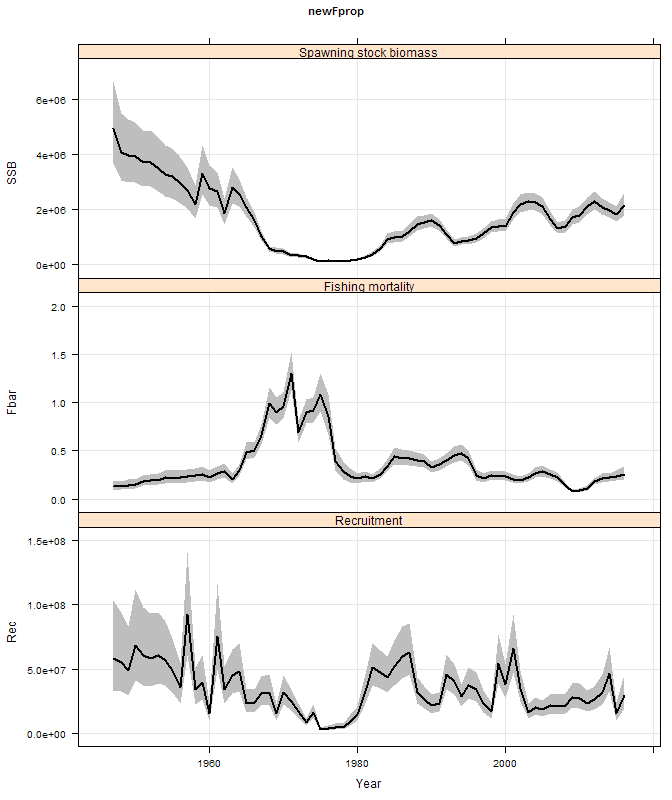 newFprop
Spawning stock biomass
6e+06
4e+06
2e+06
0e+00
SSB
Fishing mortality
2.0
1.5
1.0
0.5
0.0
Fbar
Recruitment
1.5e+08
1.0e+08
5.0e+07
0.0e+00
Rec
1960
1980
2000
Year